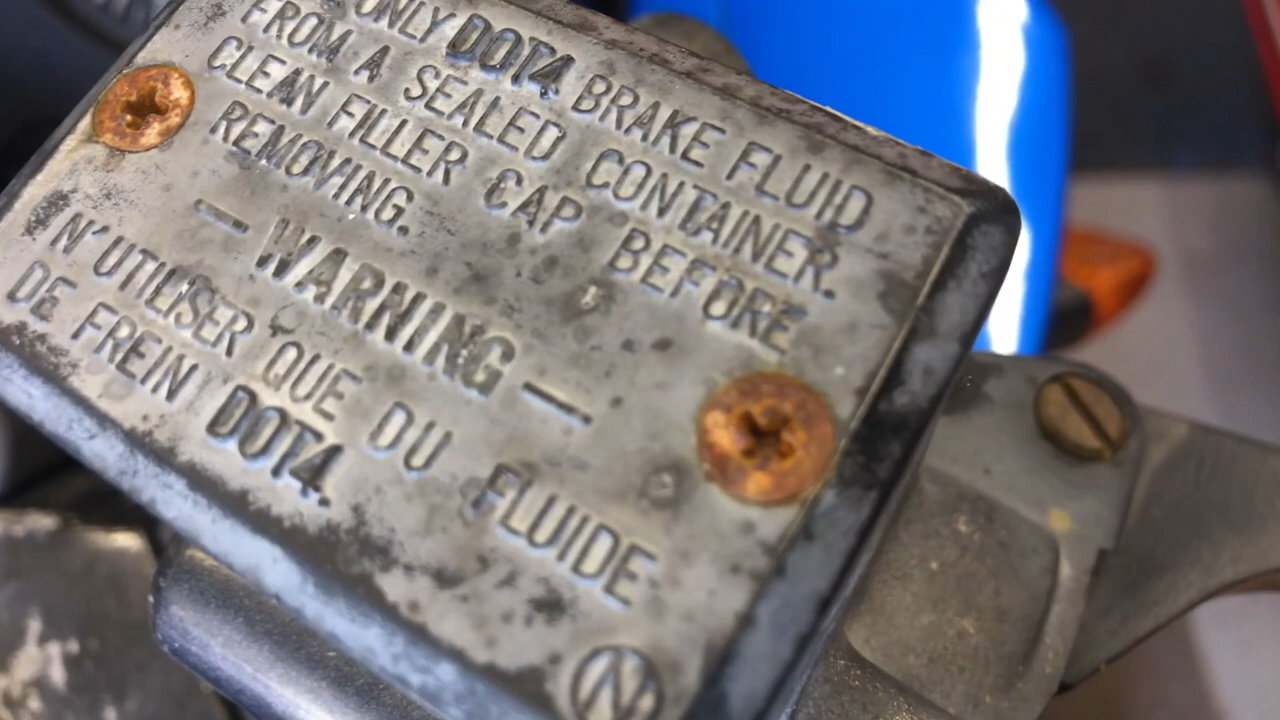 ONLY DOT4 BRAKE FLUID
FROM A SEALED CONTAINER.
CLEAN FILLER CAP BEFORE
REMOVING.
— WARNING —
N'UTILISER QUE DU FLUIDE
DE FREIN DOT4.
N